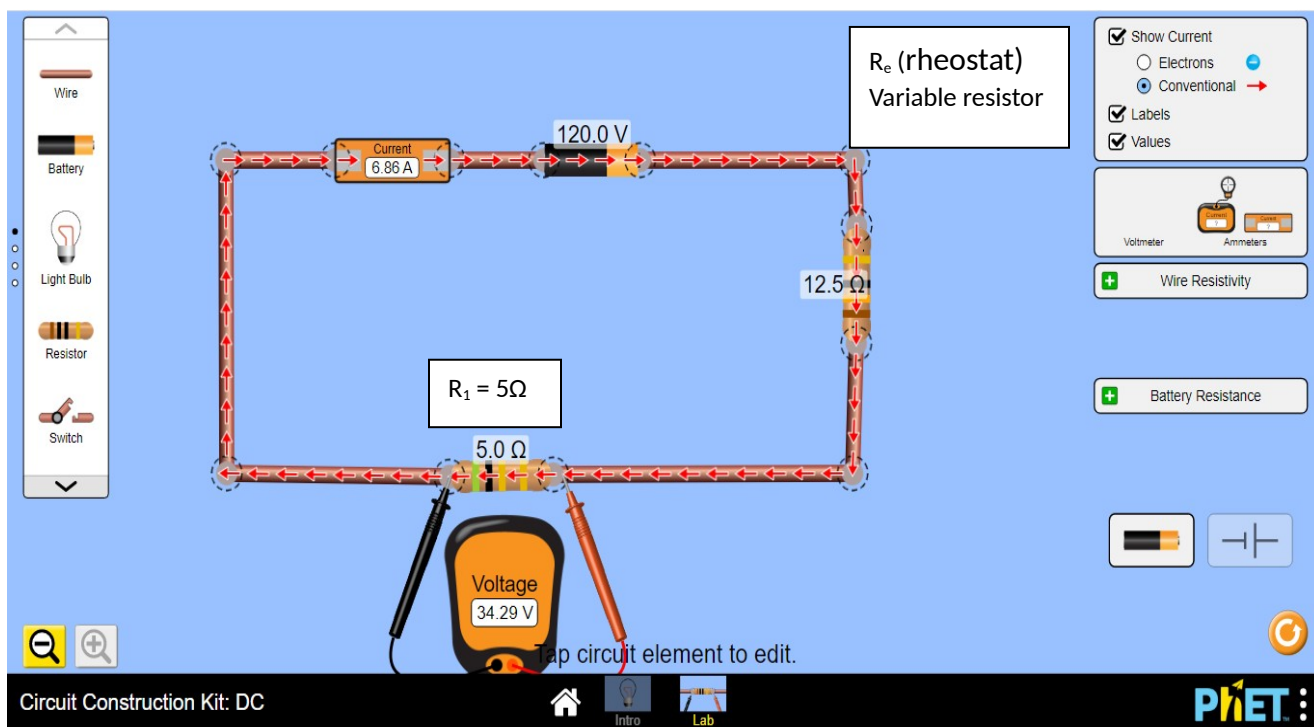 Wire
Battery
Light Bulb
Resistor
Switch
Current
6.86 A
120.0 V
Rₑ (rheostat)
Variable resistor
12.5 Ω
R₁ = 5Ω
5.0 Ω
Voltage
34.29 V
Tap circuit element to edit.
Show Current
Electrons
Conventional
Labels
Values
Current
?
Current
?
Voltmeter
Ammeters
Wire Resistivity
Battery Resistance
Circuit Construction Kit: DC
Intro
Lab
PhET